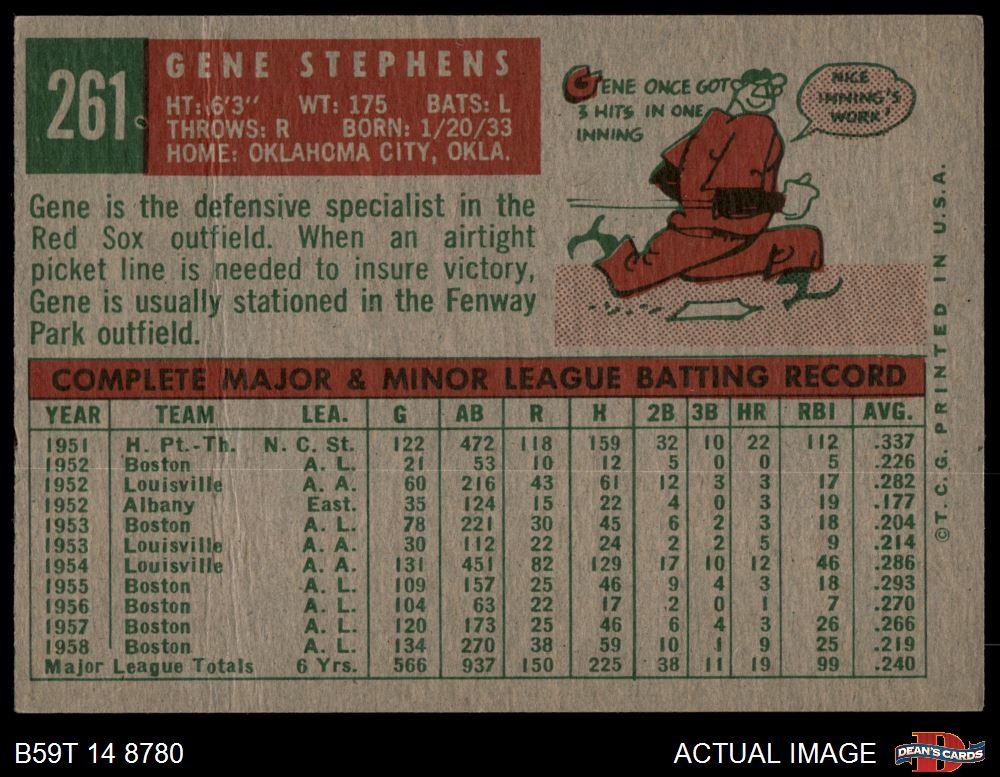 261
GENE STEPHENS
HT: 6'3" WT: 175 BATS: L
THROWS: R BORN: 1/20/33
HOME: OKLAHOMA CITY, OKLA.
GENE ONCE GOT
3 HITS IN ONE
INNING
NICE
INNING'S
WORK!
Gene is the defensive specialist in the
Red Sox outfield. When an airtight
picket line is needed to insure victory,
Gene is usually stationed in the Fenway
Park outfield.
COMPLETE MAJOR & MINOR LEAGUE BATTING RECORD
YEAR TEAM LEA. G AB R H 2B 3B HR RBI AVG.
1951 H. Pt.-Th. N. C. St. 122 472 118 159 32 10 22 112 .337
1952 Boston A. L. 21 53 10 12 5 0 0 5 .226
1952 Louisville A. A. 60 216 43 61 12 3 3 17 .282
1952 Albany East. 35 124 15 22 4 0 3 19 .177
1953 Boston A. L. 78 221 30 45 6 2 3 18 .204
1953 Louisville A. A. 30 112 22 24 2 2 5 9 .214
1954 Louisville A. A. 131 451 82 129 17 10 12 46 .286
1955 Boston A. L. 109 157 25 46 9 4 3 18 .293
1956 Boston A. L. 104 63 22 17 2 0 1 7 .270
1957 Boston A. L. 120 173 25 46 6 4 3 26 .266
1958 Boston A. L. 134 270 38 59 10 1 9 25 .219
Major League Totals 6 Yrs. 566 937 150 225 38 11 19 99 .240
© T. C. G. PRINTED IN U. S. A.
B59T 14 8780
ACTUAL IMAGE
D
DEAN'S CARDS